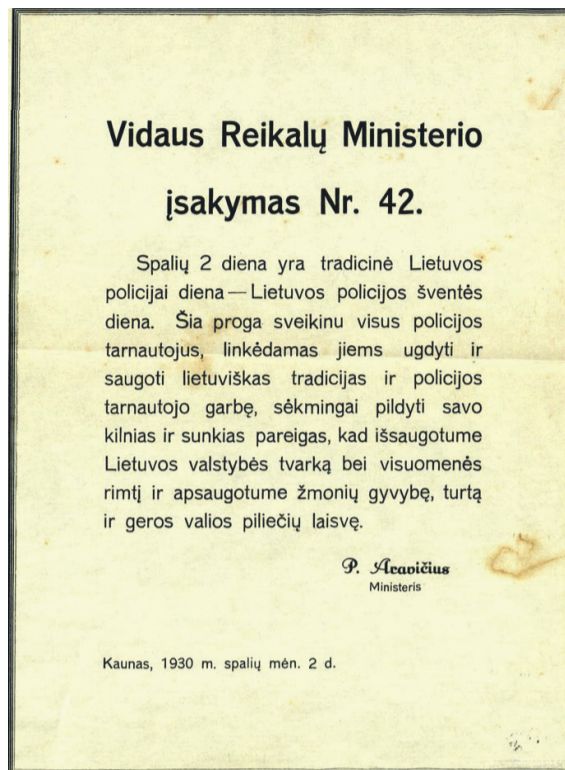 Vidaus Reikalų Ministerio
įsakymas Nr. 42.
Spalių 2 diena yra tradicinė Lietuvos
policijai diena — Lietuvos policijos šventės
diena. Šia proga sveikinu visus policijos
tarnautojus, linkėdamas jiems ugdyti ir
saugoti lietuviškas tradicijas ir policijos
tarnautojo garbę, sėkmingai pildyti savo
kilnias ir sunkias pareigas, kad išsaugotume
Lietuvos valstybės tvarką bei visuomenės
rimtį ir apsaugotume žmonių gyvybę, turtą
ir geros valios piliečių laisvę.
P. Aravičius
Ministeris
Kaunas, 1930 m. spalių mėn. 2 d.